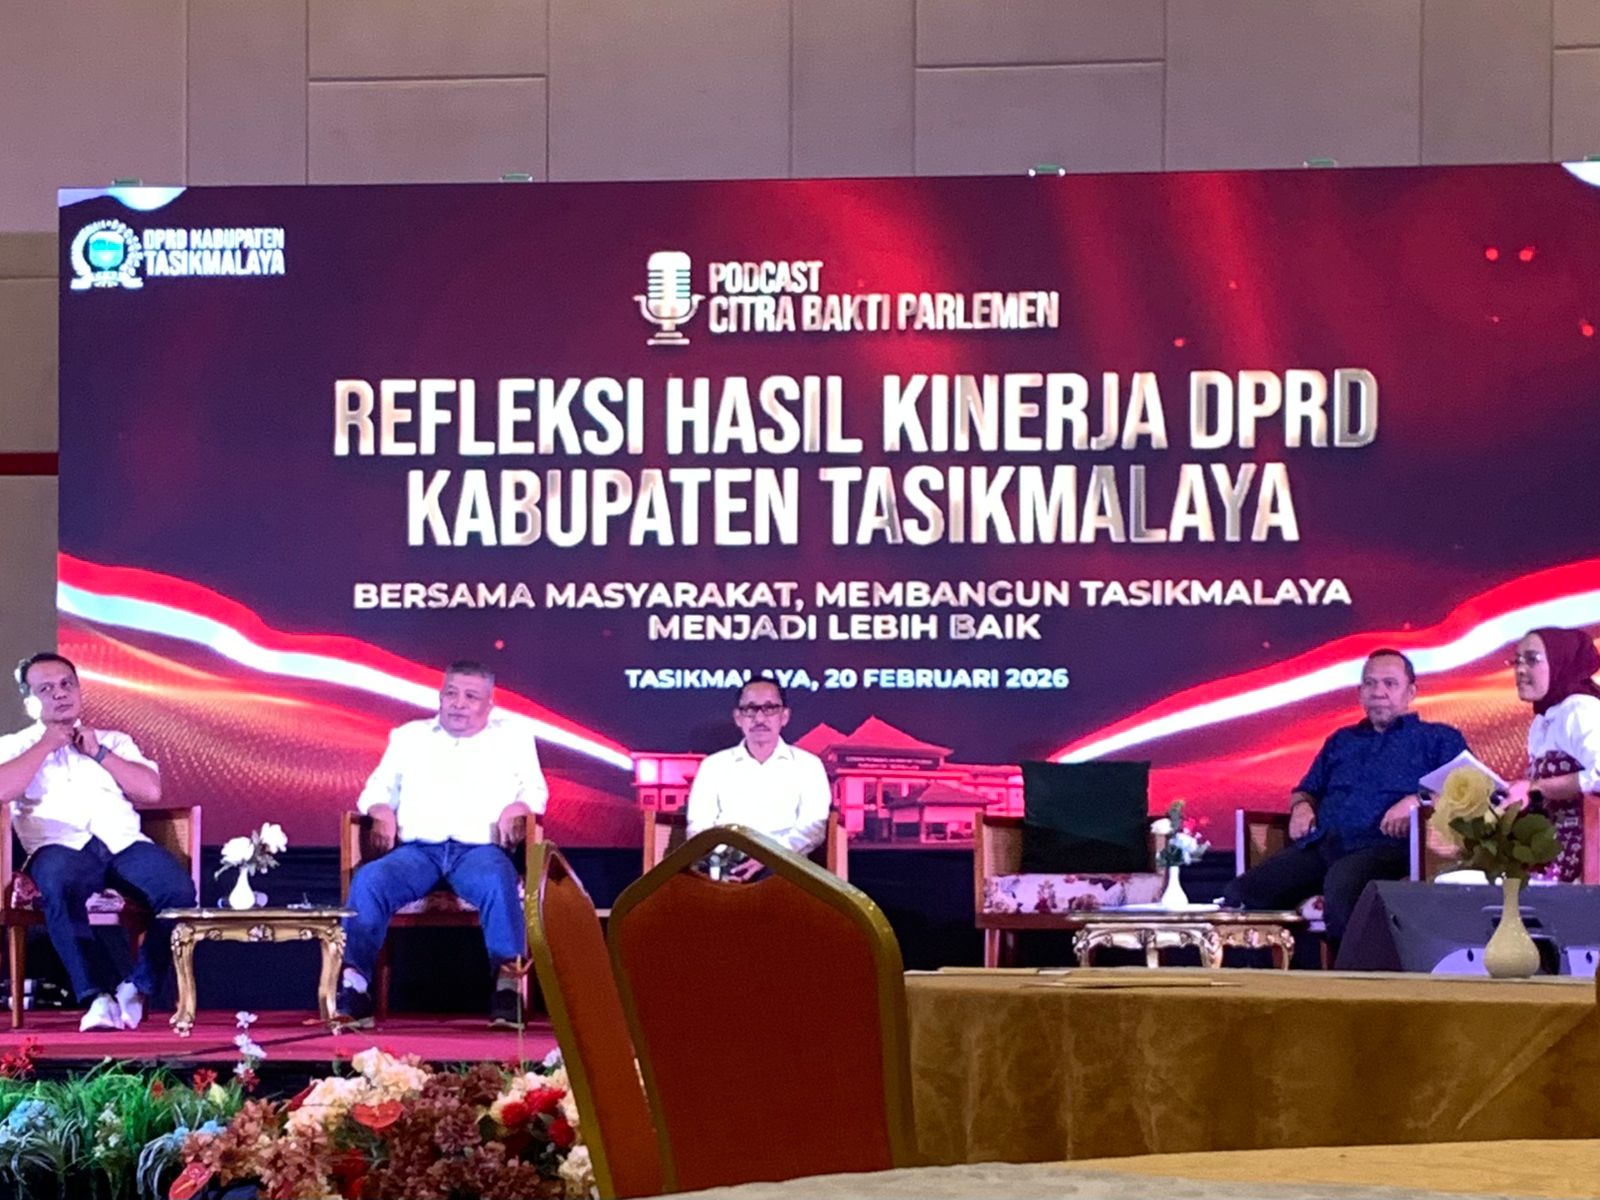 DPRD KABUPATEN
TASIKMALAYA
PODCAST
CITRA BAKTI PARLEMEN
REFLEKSI HASIL KINERJA DPRD
KABUPATEN TASIKMALAYA
BERSAMA MASYARAKAT, MEMBANGUN TASIKMALAYA
MENJADI LEBIH BAIK
TASIKMALAYA, 20 FEBRUARI 2026